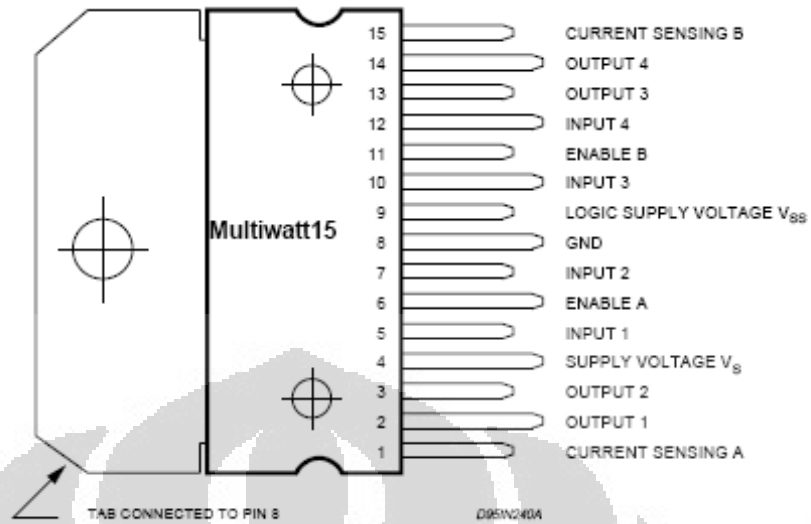 15 CURRENT SENSING B
14 OUTPUT 4
13 OUTPUT 3
12 INPUT 4
11 ENABLE B
10 INPUT 3
9 LOGIC SUPPLY VOLTAGE VSS
Multiwatt15
8 GND
7 INPUT 2
6 ENABLE A
5 INPUT 1
4 SUPPLY VOLTAGE VS
3 OUTPUT 2
2 OUTPUT 1
1 CURRENT SENSING A
TAB CONNECTED TO PIN 8
D95IN240A